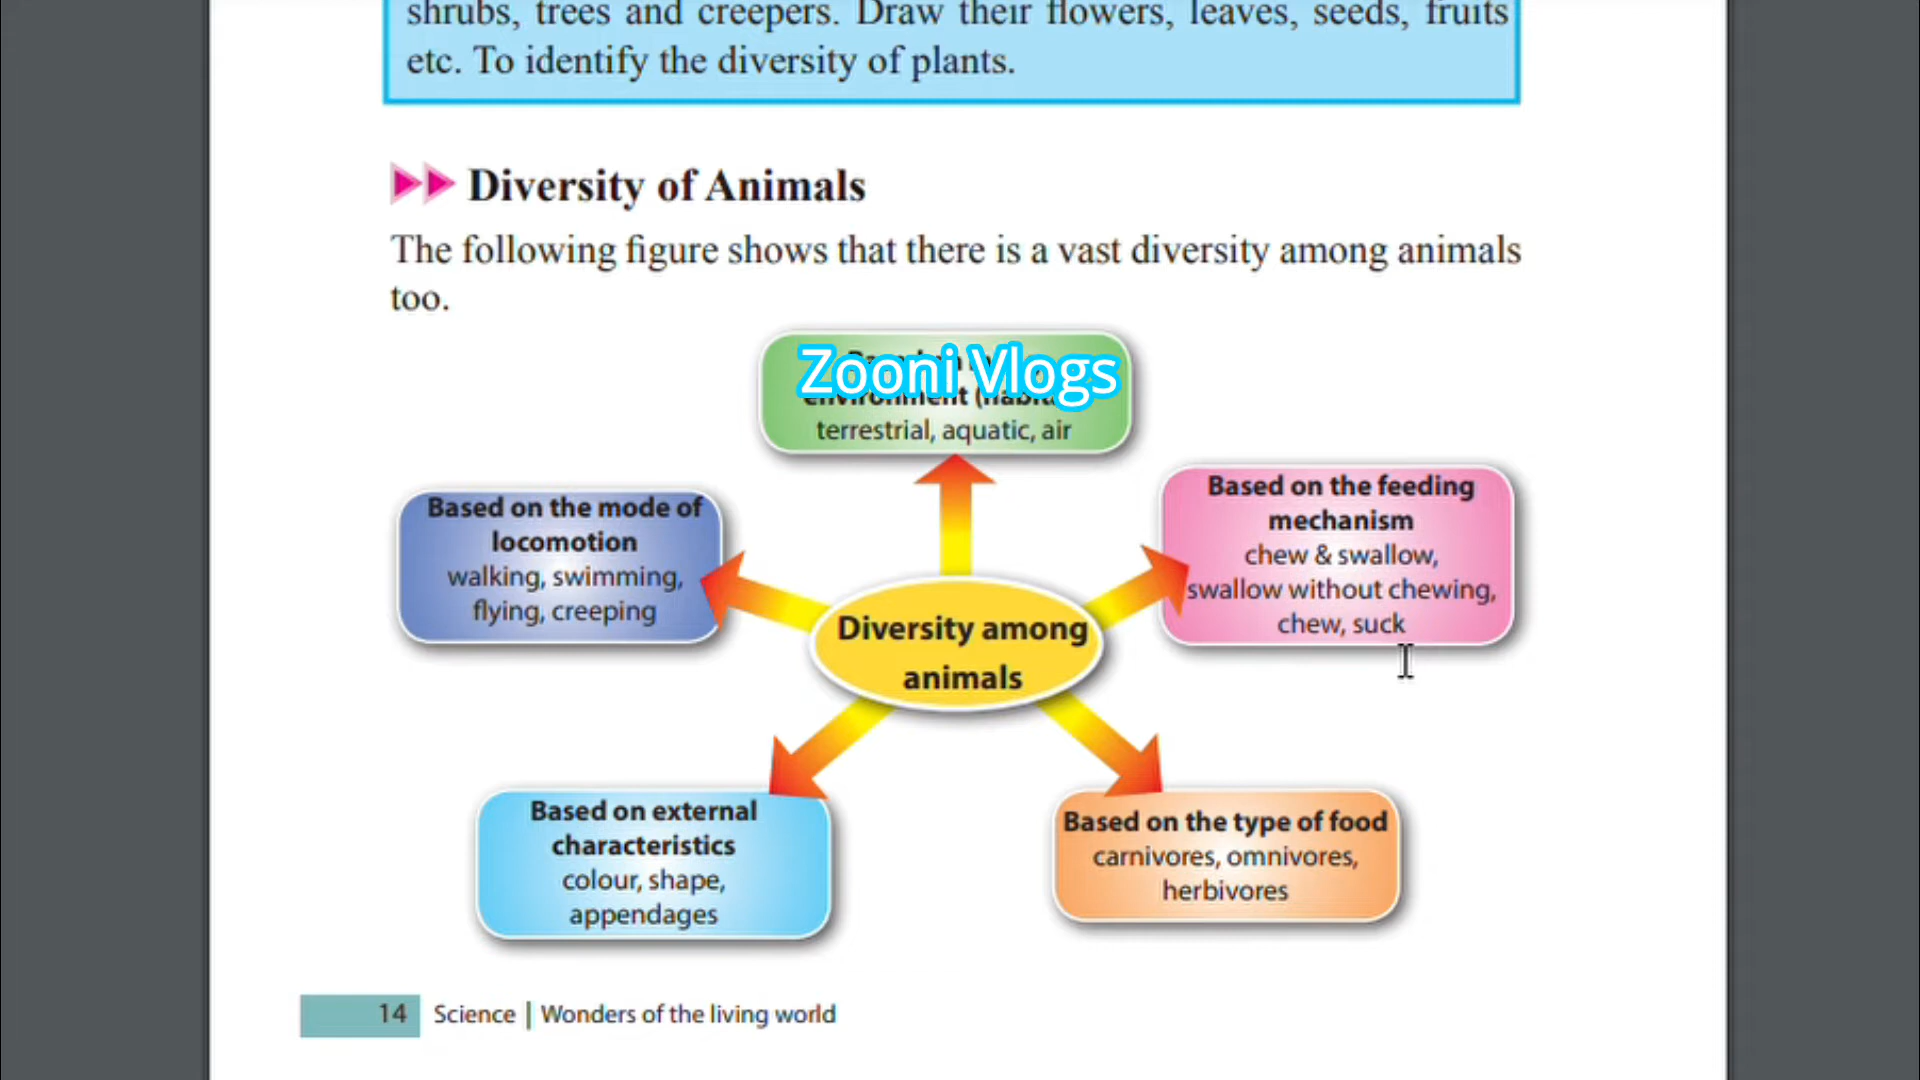 shrubs, trees and creepers. Draw their flowers, leaves, seeds, fruits
etc. To identify the diversity of plants.
Diversity of Animals
The following figure shows that there is a vast diversity among animals
too.
Zooni Vlogs
environment
terrestrial, aquatic, air
Based on the mode of
locomotion
walking, swimming,
flying, creeping
Based on the feeding
mechanism
chew & swallow,
swallow without chewing,
chew, suck
Diversity among
animals
Based on external
characteristics
colour, shape,
appendages
Based on the type of food
carnivores, omnivores,
herbivores
14 Science | Wonders of the living world